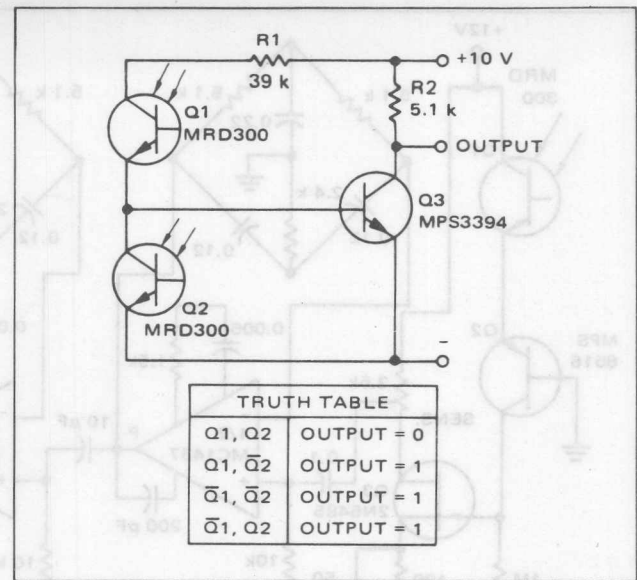 R1
39 k
+10 V
R2
5.1 k
Q1
MRD300
OUTPUT
Q3
MPS3394
Q2
MRD300
−
TRUTH TABLE
Q1, Q2 OUTPUT = 0
Q1, Q̅2 OUTPUT = 1
Q̅1, Q̅2 OUTPUT = 1
Q̅1, Q2 OUTPUT = 1